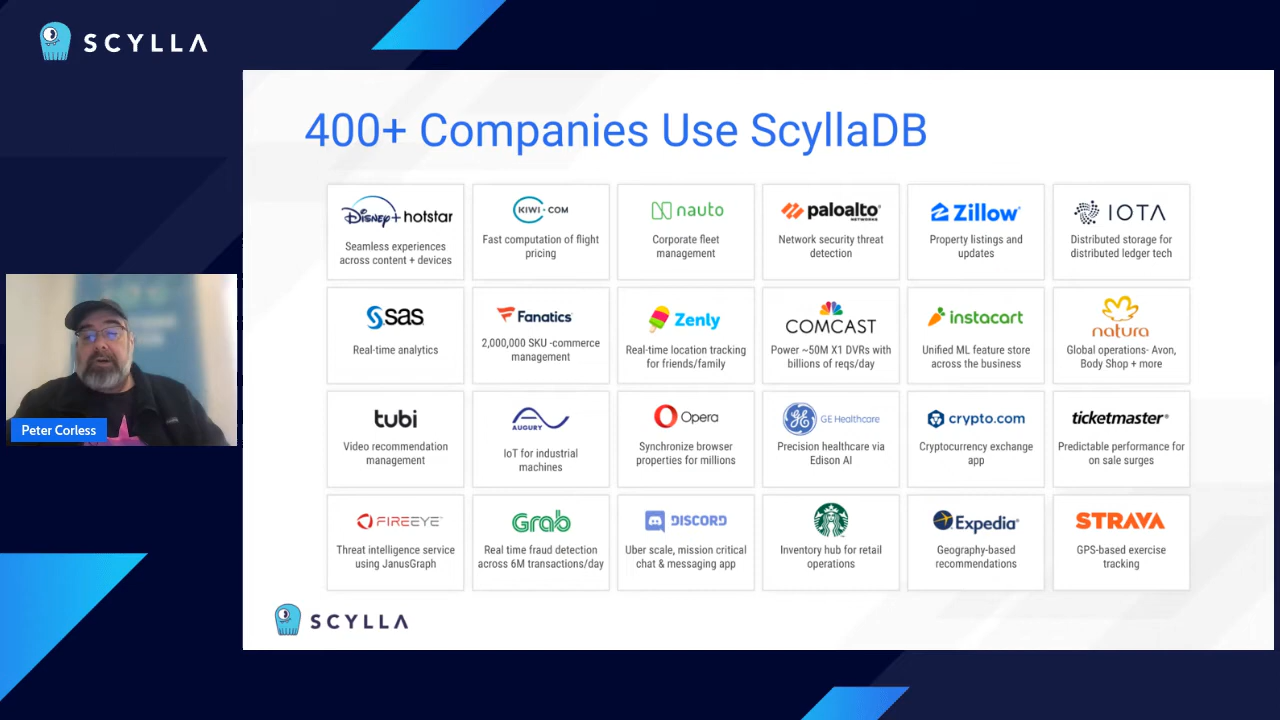 SCYLLA
400+ Companies Use ScyllaDB
Disney+ hotstar
Seamless experiences
across content + devices
KIWI·COM
Fast computation of flight
pricing
nauto
Corporate fleet
management
paloalto
NETWORKS
Network security threat
detection
Zillow
Property listings and
updates
IOTA
Distributed storage for
distributed ledger tech
sas
Real-time analytics
Fanatics
2,000,000 SKU -commerce
management
Zenly
Real-time location tracking
for friends/family
COMCAST
Power ~50M X1 DVRs with
billions of reqs/day
instacart
Unified ML feature store
across the business
natura
Global operations- Avon,
Body Shop + more
tubi
Video recommendation
management
AUGURY
IoT for industrial
machines
Opera
Synchronize browser
properties for millions
GE Healthcare
Precision healthcare via
Edison AI
crypto.com
Cryptocurrency exchange
app
ticketmaster®
Predictable performance for
on sale surges
FIREEYE™
Threat intelligence service
using JanusGraph
Grab
Real time fraud detection
across 6M transactions/day
DISCORD
Uber scale, mission critical
chat & messaging app
Inventory hub for retail
operations
Expedia®
Geography-based
recommendations
STRAVA
GPS-based exercise
tracking
Peter Corless
SCYLLA